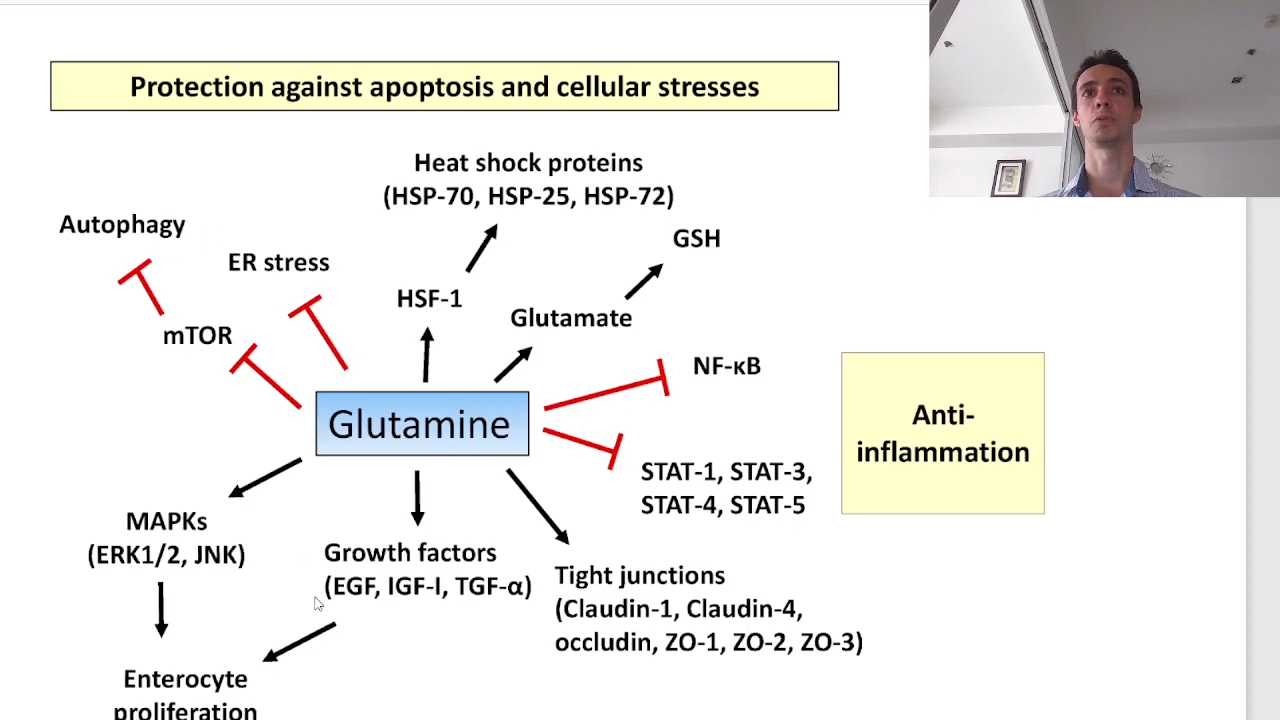 Protection against apoptosis and cellular stresses
Heat shock proteins
(HSP-70, HSP-25, HSP-72)
Autophagy
GSH
ER stress
HSF-1
Glutamate
mTOR
NF-κB
Glutamine
Anti-
inflammation
STAT-1, STAT-3,
STAT-4, STAT-5
MAPKs
(ERK1/2, JNK)
Growth factors
(EGF, IGF-I, TGF-α)
Tight junctions
(Claudin-1, Claudin-4,
occludin, ZO-1, ZO-2, ZO-3)
Enterocyte
proliferation